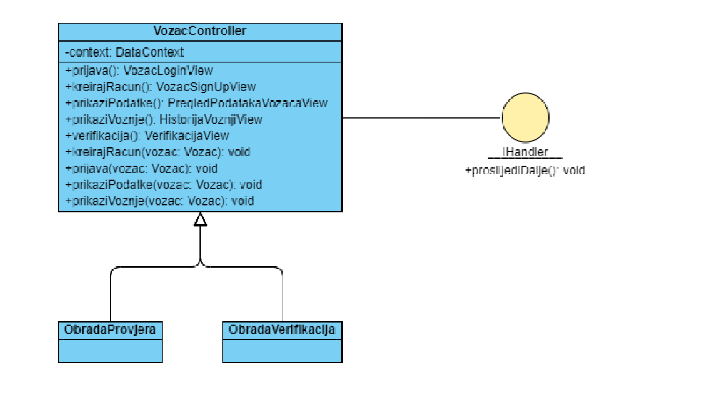 VozacController
-context: DataContext
+prijava(): VozacLoginView
+kreirajRacun(): VozacSignUpView
+prikaziPodatke(): PregledPodatakaVozacaView
+prikaziVoznje(): HistorijaVoznjiView
+verifikacija(): VerifikacijaView
+kreirajRacun(vozac: Vozac): void
+prijava(vozac: Vozac): void
+prikaziPodatke(vozac: Vozac): void
+prikaziVoznje(vozac: Vozac): void
IHandler
+proslijediDalje(): void
ObradaProvjera
ObradaVerifikacija